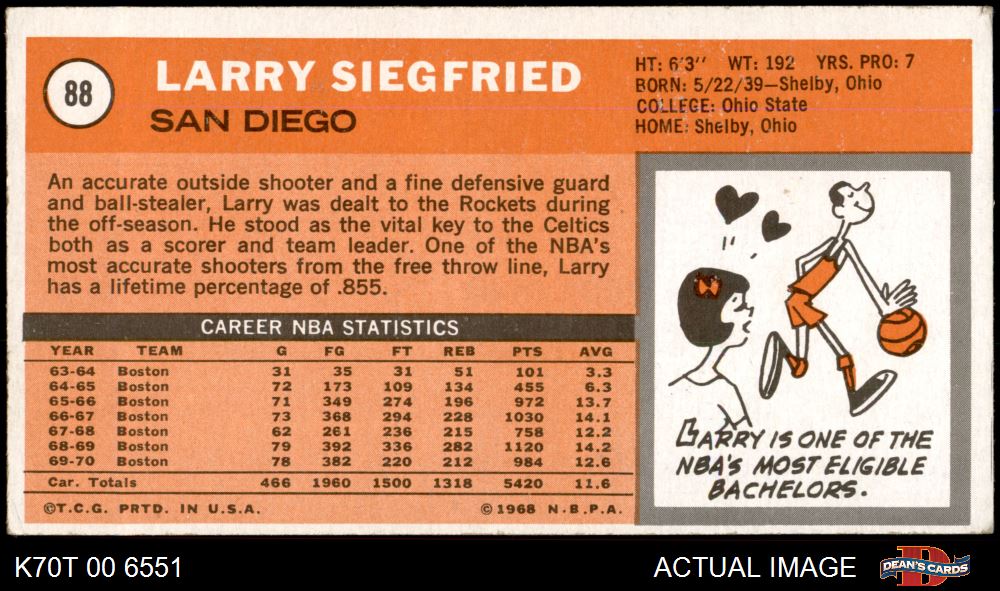 88
LARRY SIEGFRIED
SAN DIEGO
HT: 6'3" WT: 192 YRS. PRO: 7
BORN: 5/22/39—Shelby, Ohio
COLLEGE: Ohio State
HOME: Shelby, Ohio
An accurate outside shooter and a fine defensive guard
and ball-stealer, Larry was dealt to the Rockets during
the off-season. He stood as the vital key to the Celtics
both as a scorer and team leader. One of the NBA's
most accurate shooters from the free throw line, Larry
has a lifetime percentage of .855.
CAREER NBA STATISTICS
YEAR TEAM G FG FT REB PTS AVG
63-64 Boston 31 35 31 51 101 3.3
64-65 Boston 72 173 109 134 455 6.3
65-66 Boston 71 349 274 196 972 13.7
66-67 Boston 73 368 294 228 1030 14.1
67-68 Boston 62 261 236 215 758 12.2
68-69 Boston 79 392 336 282 1120 14.2
69-70 Boston 78 382 220 212 984 12.6
Car. Totals 466 1960 1500 1318 5420 11.6
©T.C.G. PRTD. IN U.S.A. ©1968 N.B.P.A.
LARRY IS ONE OF THE
NBA'S MOST ELIGIBLE
BACHELORS.
K70T 00 6551 ACTUAL IMAGE
D
DEAN'S CARDS